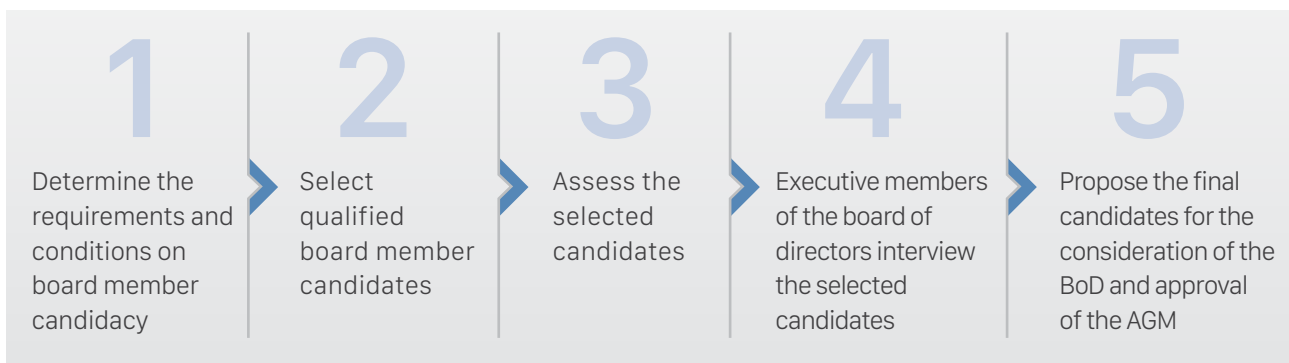 1
Determine the
requirements and
conditions on
board member
candidacy
2
Select
qualified
board member
candidates
3
Assess the
selected
candidates
4
Executive members
of the board of
directors interview
the selected
candidates
5
Propose the final
candidates for the
consideration of the
BoD and approval
of the AGM